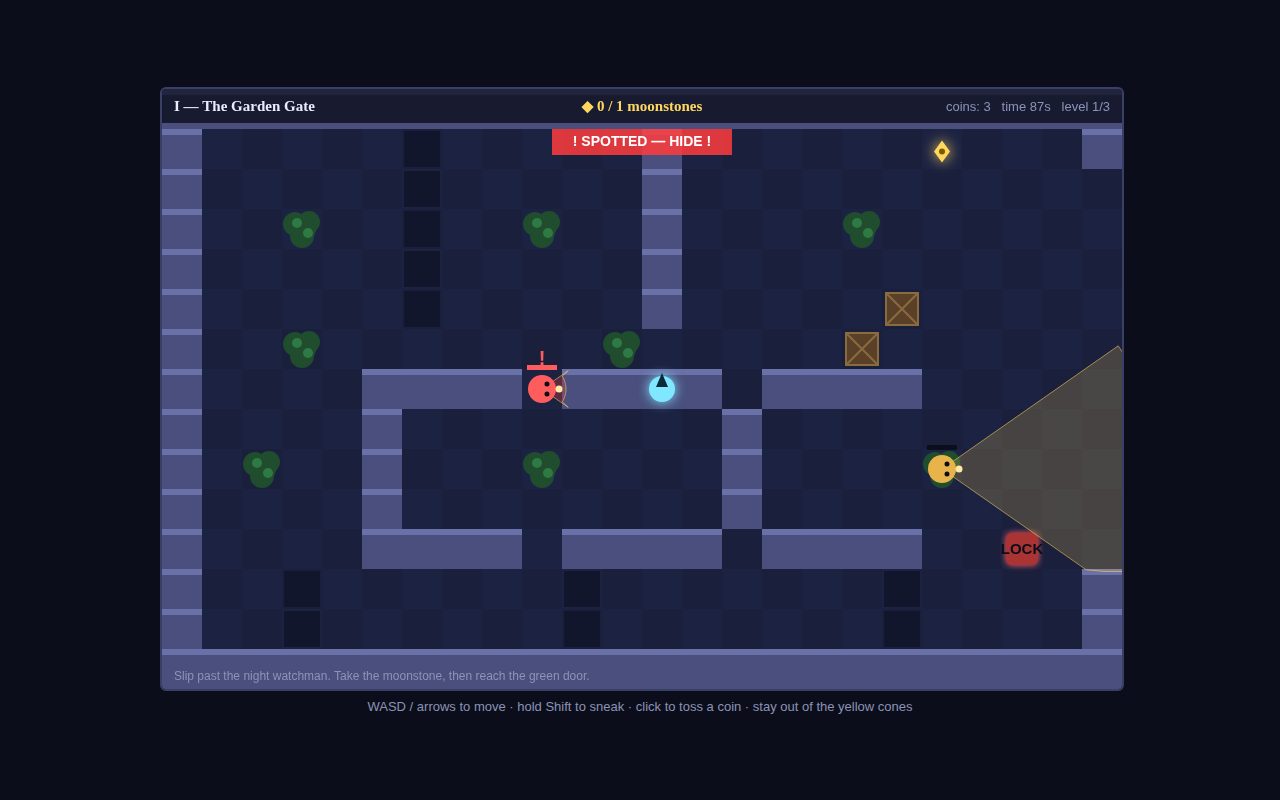 I — The Garden Gate
◆ 0 / 1 moonstones
coins: 3 time 87s level 1/3
! SPOTTED — HIDE !
!
LOCK
Slip past the night watchman. Take the moonstone, then reach the green door.
WASD / arrows to move · hold Shift to sneak · click to toss a coin · stay out of the yellow cones